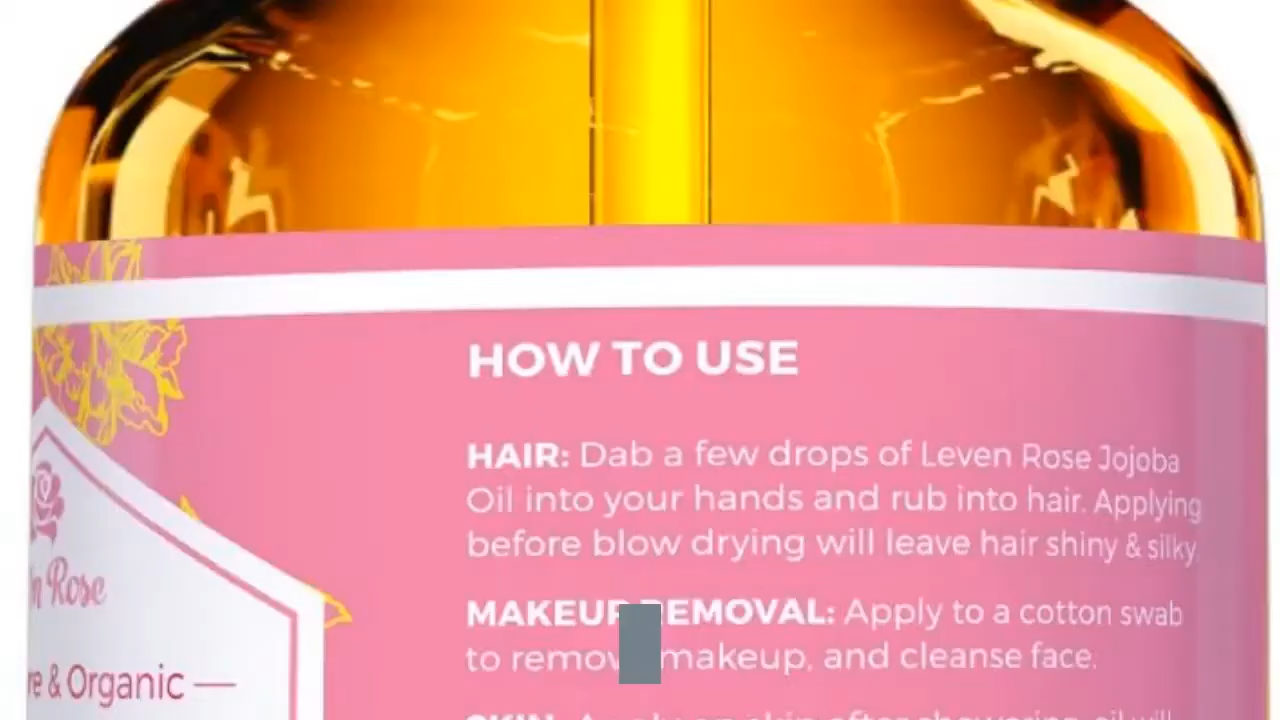 HOW TO USE
HAIR: Dab a few drops of Leven Rose Jojoba
Oil into your hands and rub into hair. Applying
before blow drying will leave hair shiny & silky
MAKEUP REMOVAL: Apply to a cotton swab
to makeup, and cleanse face.
Rose
& Organic